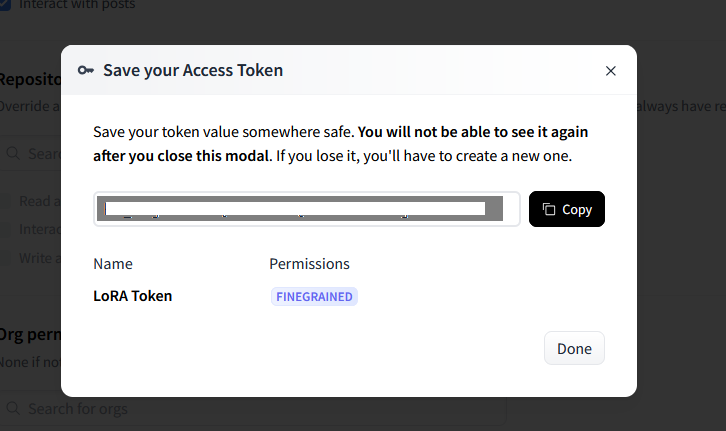 Interact with posts
Save your Access Token
Reposito
Override a
always have re
Save your token value somewhere safe. You will not be able to see it again
after you close this modal. If you lose it, you'll have to create a new one.
Sear
Copy
Read a
Interac
Write a
Name Permissions
LoRA Token FINEGRAINED
Org perm
None if not
Done
Search for orgs